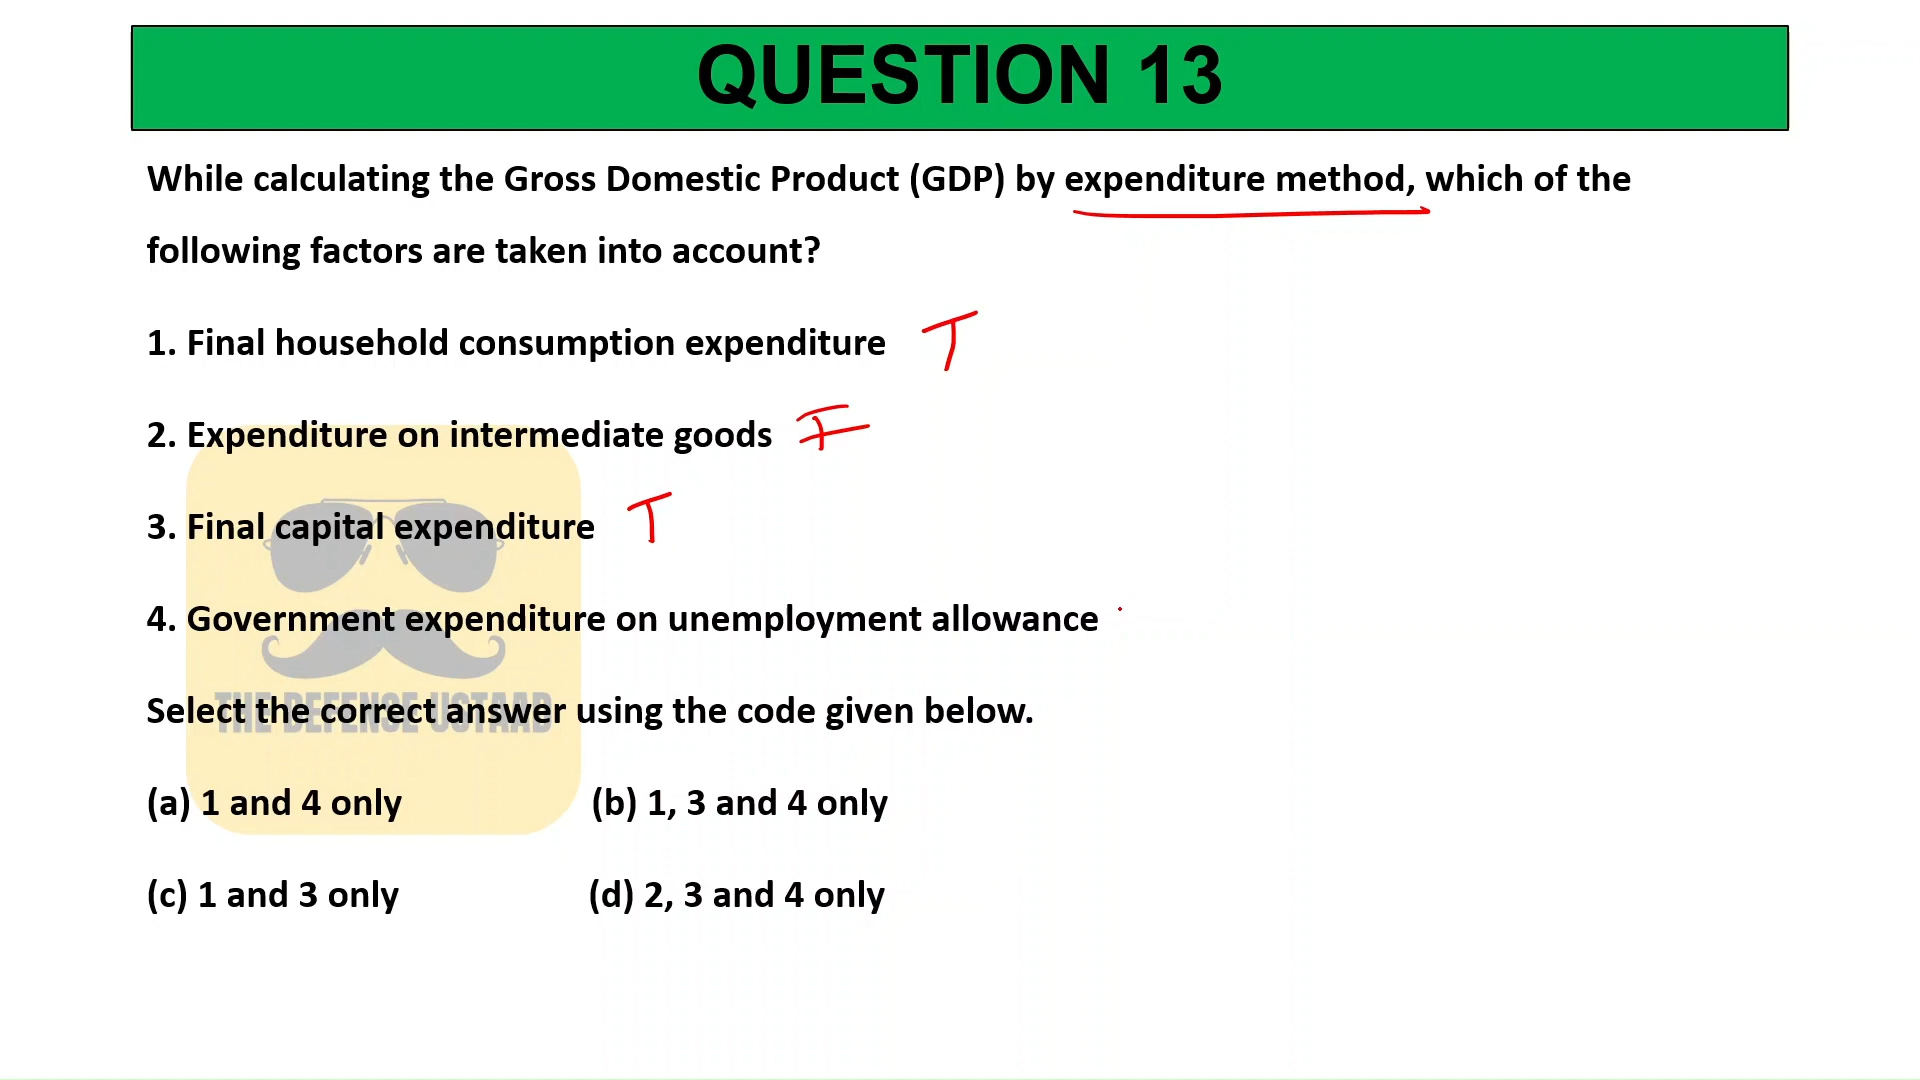 QUESTION 13
While calculating the Gross Domestic Product (GDP) by expenditure method, which of the
following factors are taken into account?
1. Final household consumption expenditure T
2. Expenditure on intermediate goods F
3. Final capital expenditure T
4. Government expenditure on unemployment allowance
THE DEFENSE USTAAD
Select the correct answer using the code given below.
(a) 1 and 4 only (b) 1, 3 and 4 only
(c) 1 and 3 only (d) 2, 3 and 4 only